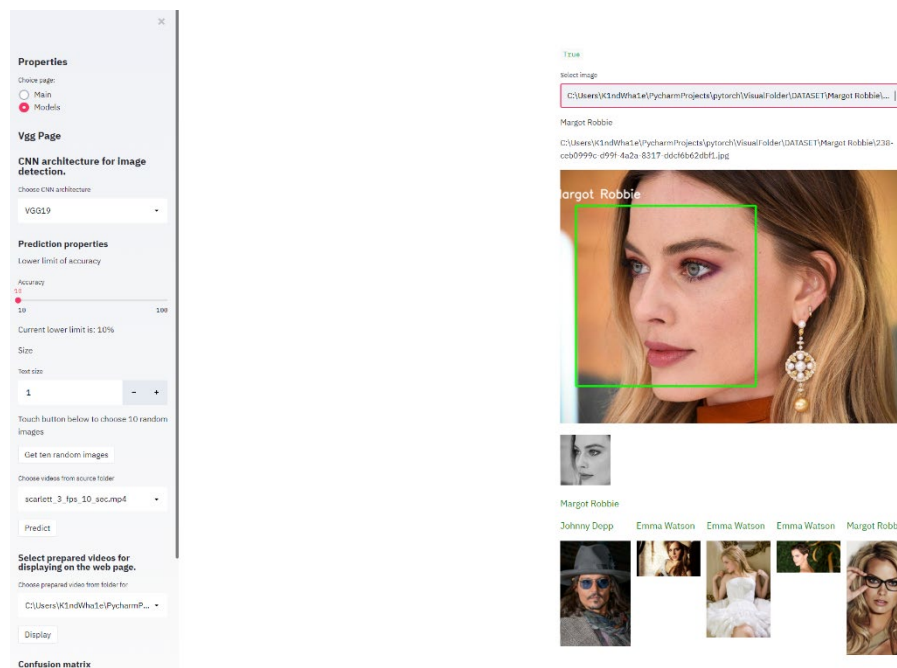 ×
Properties
Choice page:
Main
Models
Vgg Page
CNN architecture for image
detection.
Choose CNN architecture
VGG19
Prediction properties
Lower limit of accuracy
Accuracy
10
10 100
Current lower limit is: 10%
Size
Text size
1 - +
Touch button below to choose 10 random
images
Get ten random images
Choose videos from source folder
scarlett_3_fps_10_sec.mp4
Predict
Select prepared videos for
displaying on the web page.
Choose prepared video from folder for
C:\Users\K1ndWha1e\PycharmP...
Display
Confusion matrix
True
Select image
C:\Users\K1ndWha1e\PycharmProjects\pytorch\VisualFolder\DATASET\Margot Robbie\...
Margot Robbie
C:\Users\K1ndWha1e\PycharmProjects\pytorch\VisualFolder\DATASET\Margot Robbie\238-
ceb0999c-d99f-4a2a-8317-ddcf6b62dbf1.jpg
argot Robbie
Margot Robbie
Johnny Depp Emma Watson Emma Watson Emma Watson Margot Robb